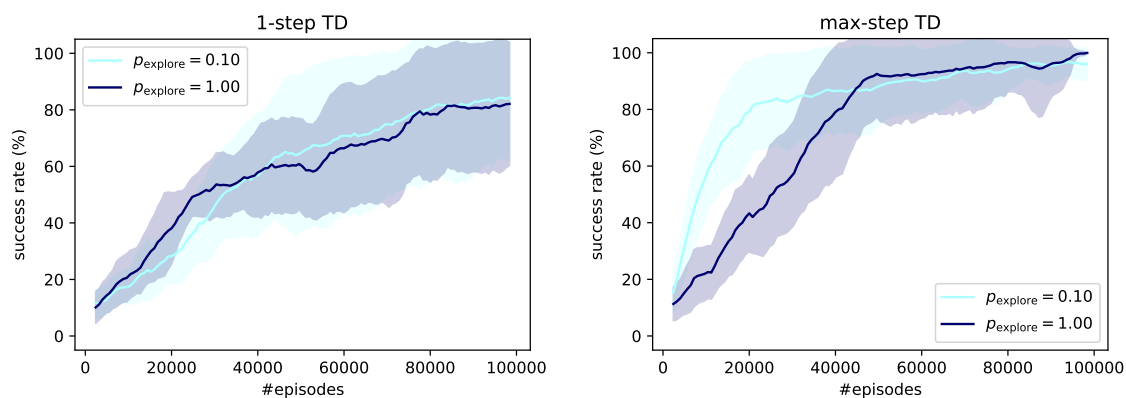 1-step TD
100
80
60
40
20
0
success rate (%)
p_explore = 0.10
p_explore = 1.00
0 20000 40000 60000 80000 100000
#episodes
max-step TD
100
80
60
40
20
0
success rate (%)
p_explore = 0.10
p_explore = 1.00
0 20000 40000 60000 80000 100000
#episodes